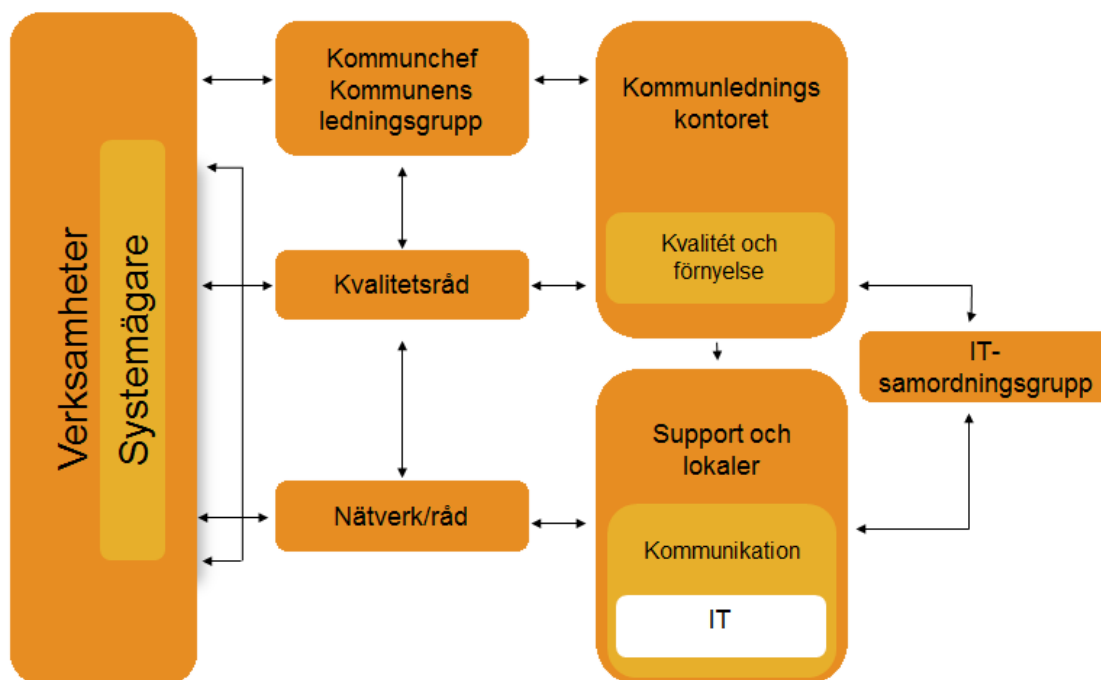 Verksamheter
Systemägare
Kommunchef
Kommunens
ledningsgrupp
Kvalitetsråd
Nätverk/råd
Kommunlednings
kontoret
Kvalitét och
förnyelse
Support och
lokaler
Kommunikation
IT
IT-
samordningsgrupp